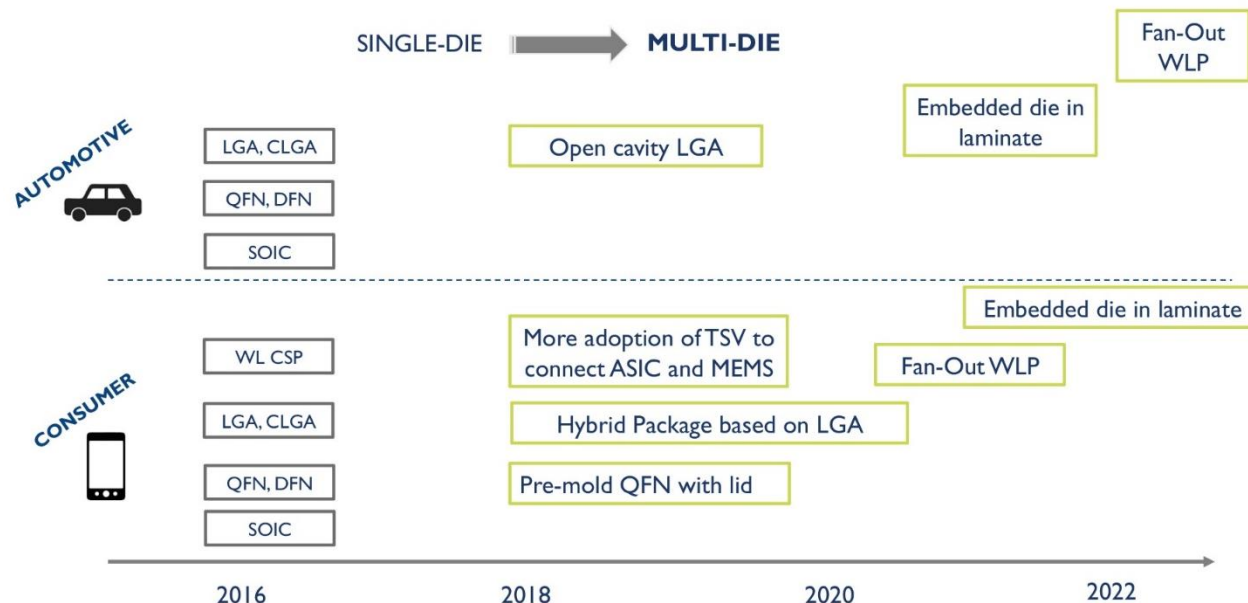 SINGLE-DIE
MULTI-DIE
Fan-Out
WLP
AUTOMOTIVE
LGA, CLGA
Open cavity LGA
Embedded die in
laminate
QFN, DFN
SOIC
Embedded die in laminate
CONSUMER
WL CSP
More adoption of TSV to
connect ASIC and MEMS
Fan-Out WLP
LGA, CLGA
Hybrid Package based on LGA
QFN, DFN
Pre-mold QFN with lid
SOIC
2016
2018
2020
2022